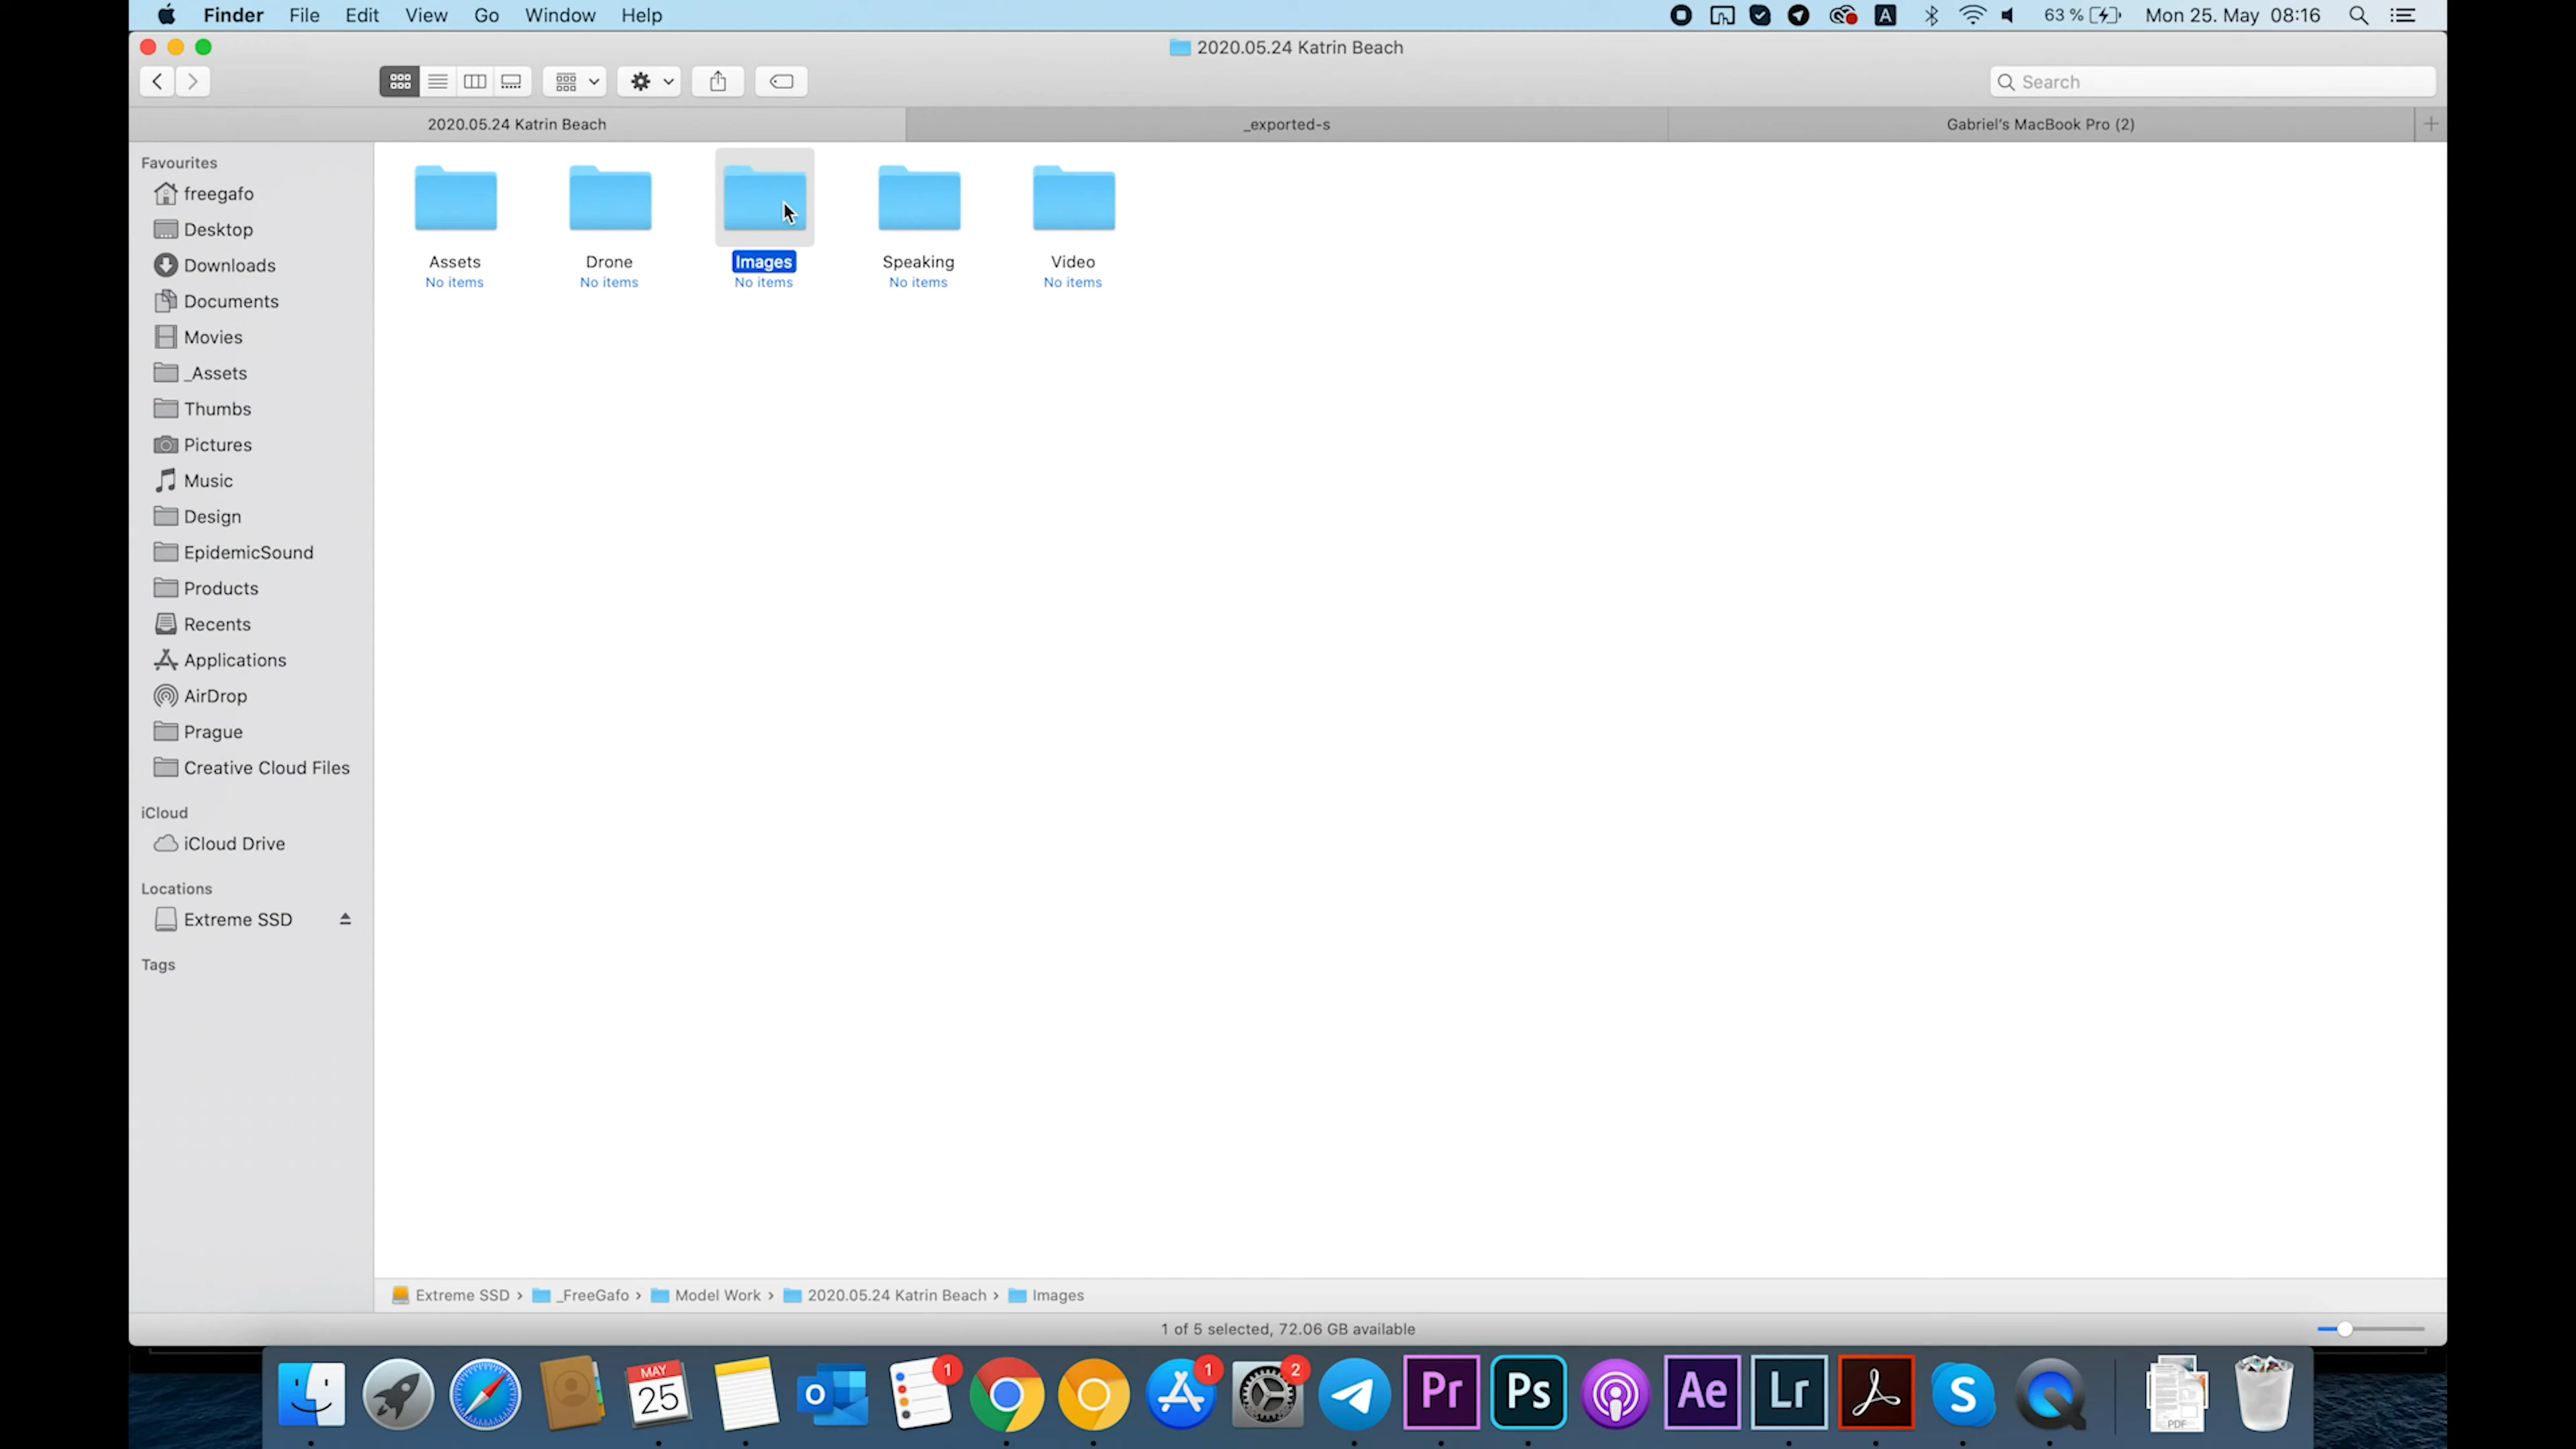 Finder File Edit View Go Window Help A 63 % Mon 25. May 08:16
2020.05.24 Katrin Beach
Search
2020.05.24 Katrin Beach _exported-s Gabriel's MacBook Pro (2)
Favourites
freegafo
Desktop
Downloads
Documents
Movies
_Assets
Thumbs
Pictures
Music
Design
EpidemicSound
Products
Recents
Applications
AirDrop
Prague
Creative Cloud Files
iCloud
iCloud Drive
Locations
Extreme SSD
Tags
Assets Drone Images Speaking Video
No items No items No items No items No items
Extreme SSD › _FreeGafo › Model Work › 2020.05.24 Katrin Beach › Images
1 of 5 selected, 72.06 GB available
MAY
25
O
1
1
2
Pr
Ps
Ae
Lr
S
PDF